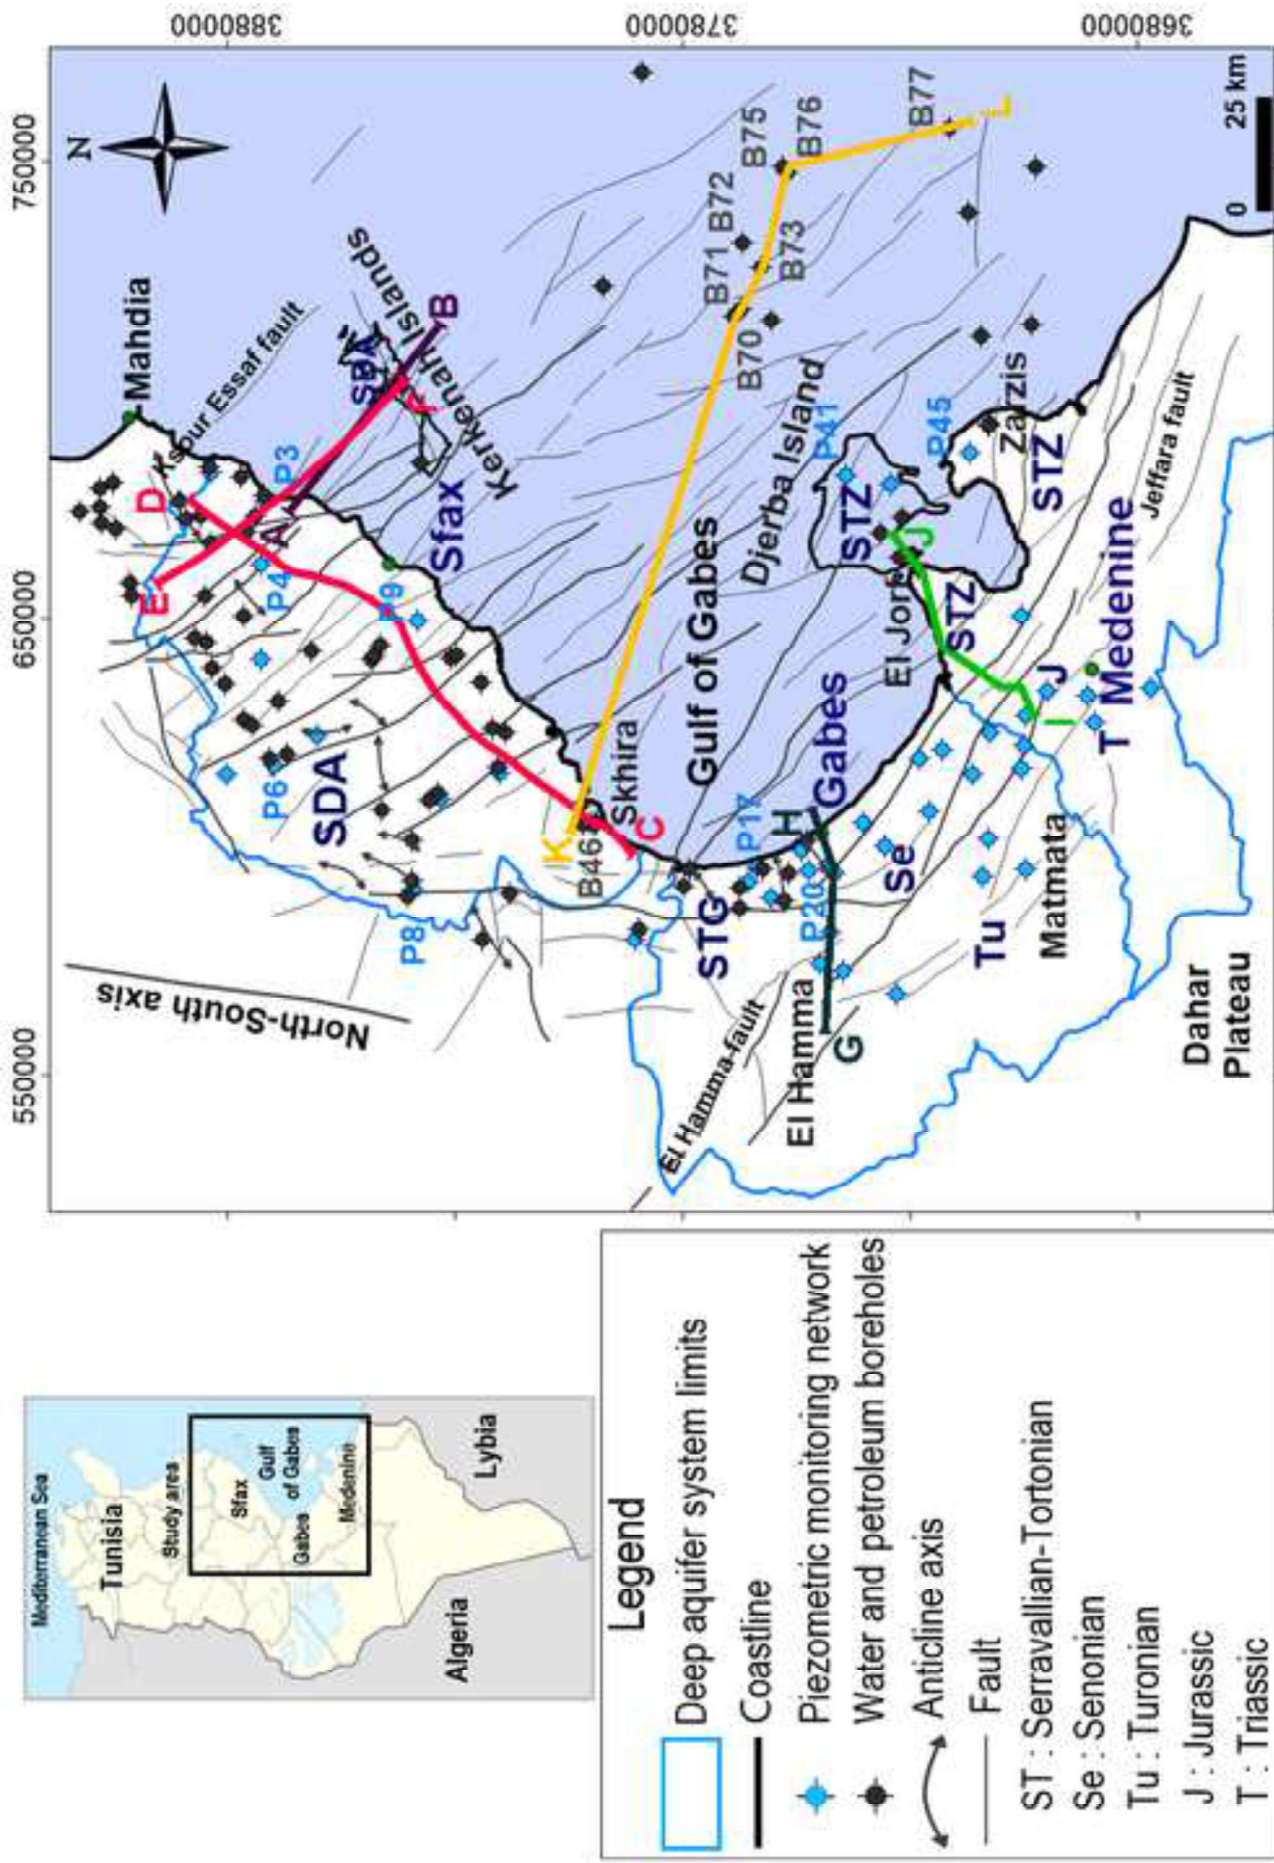 550000
650000
750000
3880000
3780000
3680000
N
Mahdia
Ksour Essaf fault
D
E
P3
A
P4
SDA
Kerkenah Islands
F
B
P9
Sfax
P6
SDA
P8
North-South axis
K
B46
Skhira
C
Gulf of Gabes
B70
B71
B72
B73
B75
B76
B77
L
Djerba Island
P41
STZ
J
El Jorf
P45
Zarzis
STZ
STZ
Jeffara fault
STG
P17
P20
H
Gabes
G
El Hamma
El Hamma-fault
Se
Tu
Matmata
I
J
T
Medenine
Dahar
Plateau
0
25 km
Mediterranean Sea
Tunisia
Study area
Sfax
Gulf
of Gabes
Gabes
Medenine
Algeria
Lybia
Legend
Deep aquifer system limits
Coastline
Piezometric monitoring network
Water and petroleum boreholes
Anticline axis
Fault
ST : Serravallian-Tortonian
Se : Senonian
Tu : Turonian
J : Jurassic
T : Triassic